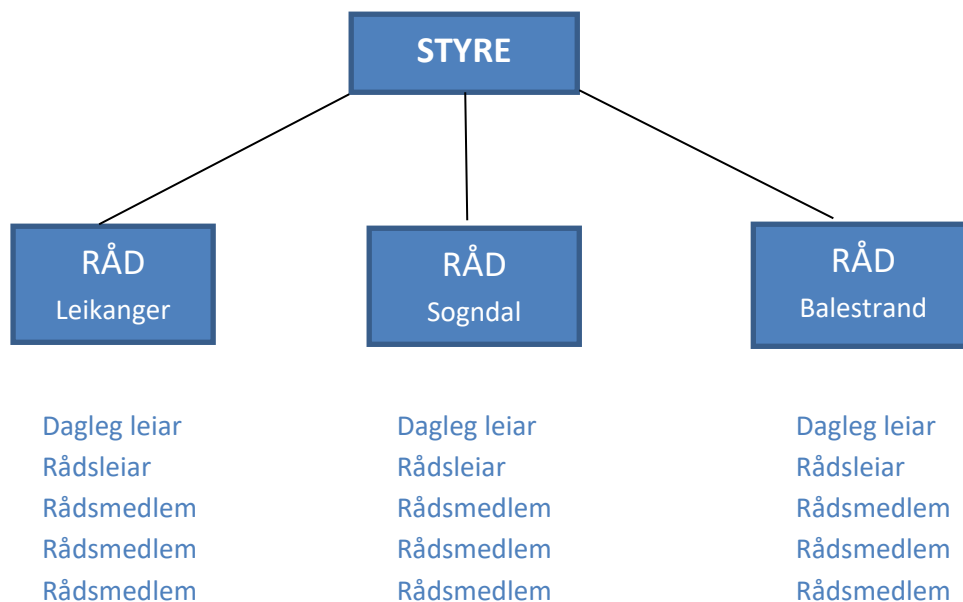 STYRE
RÅD
Leikanger
RÅD
Sogndal
RÅD
Balestrand
Dagleg leiar
Rådsleiar
Rådsmedlem
Rådsmedlem
Rådsmedlem
Dagleg leiar
Rådsleiar
Rådsmedlem
Rådsmedlem
Rådsmedlem
Dagleg leiar
Rådsleiar
Rådsmedlem
Rådsmedlem
Rådsmedlem